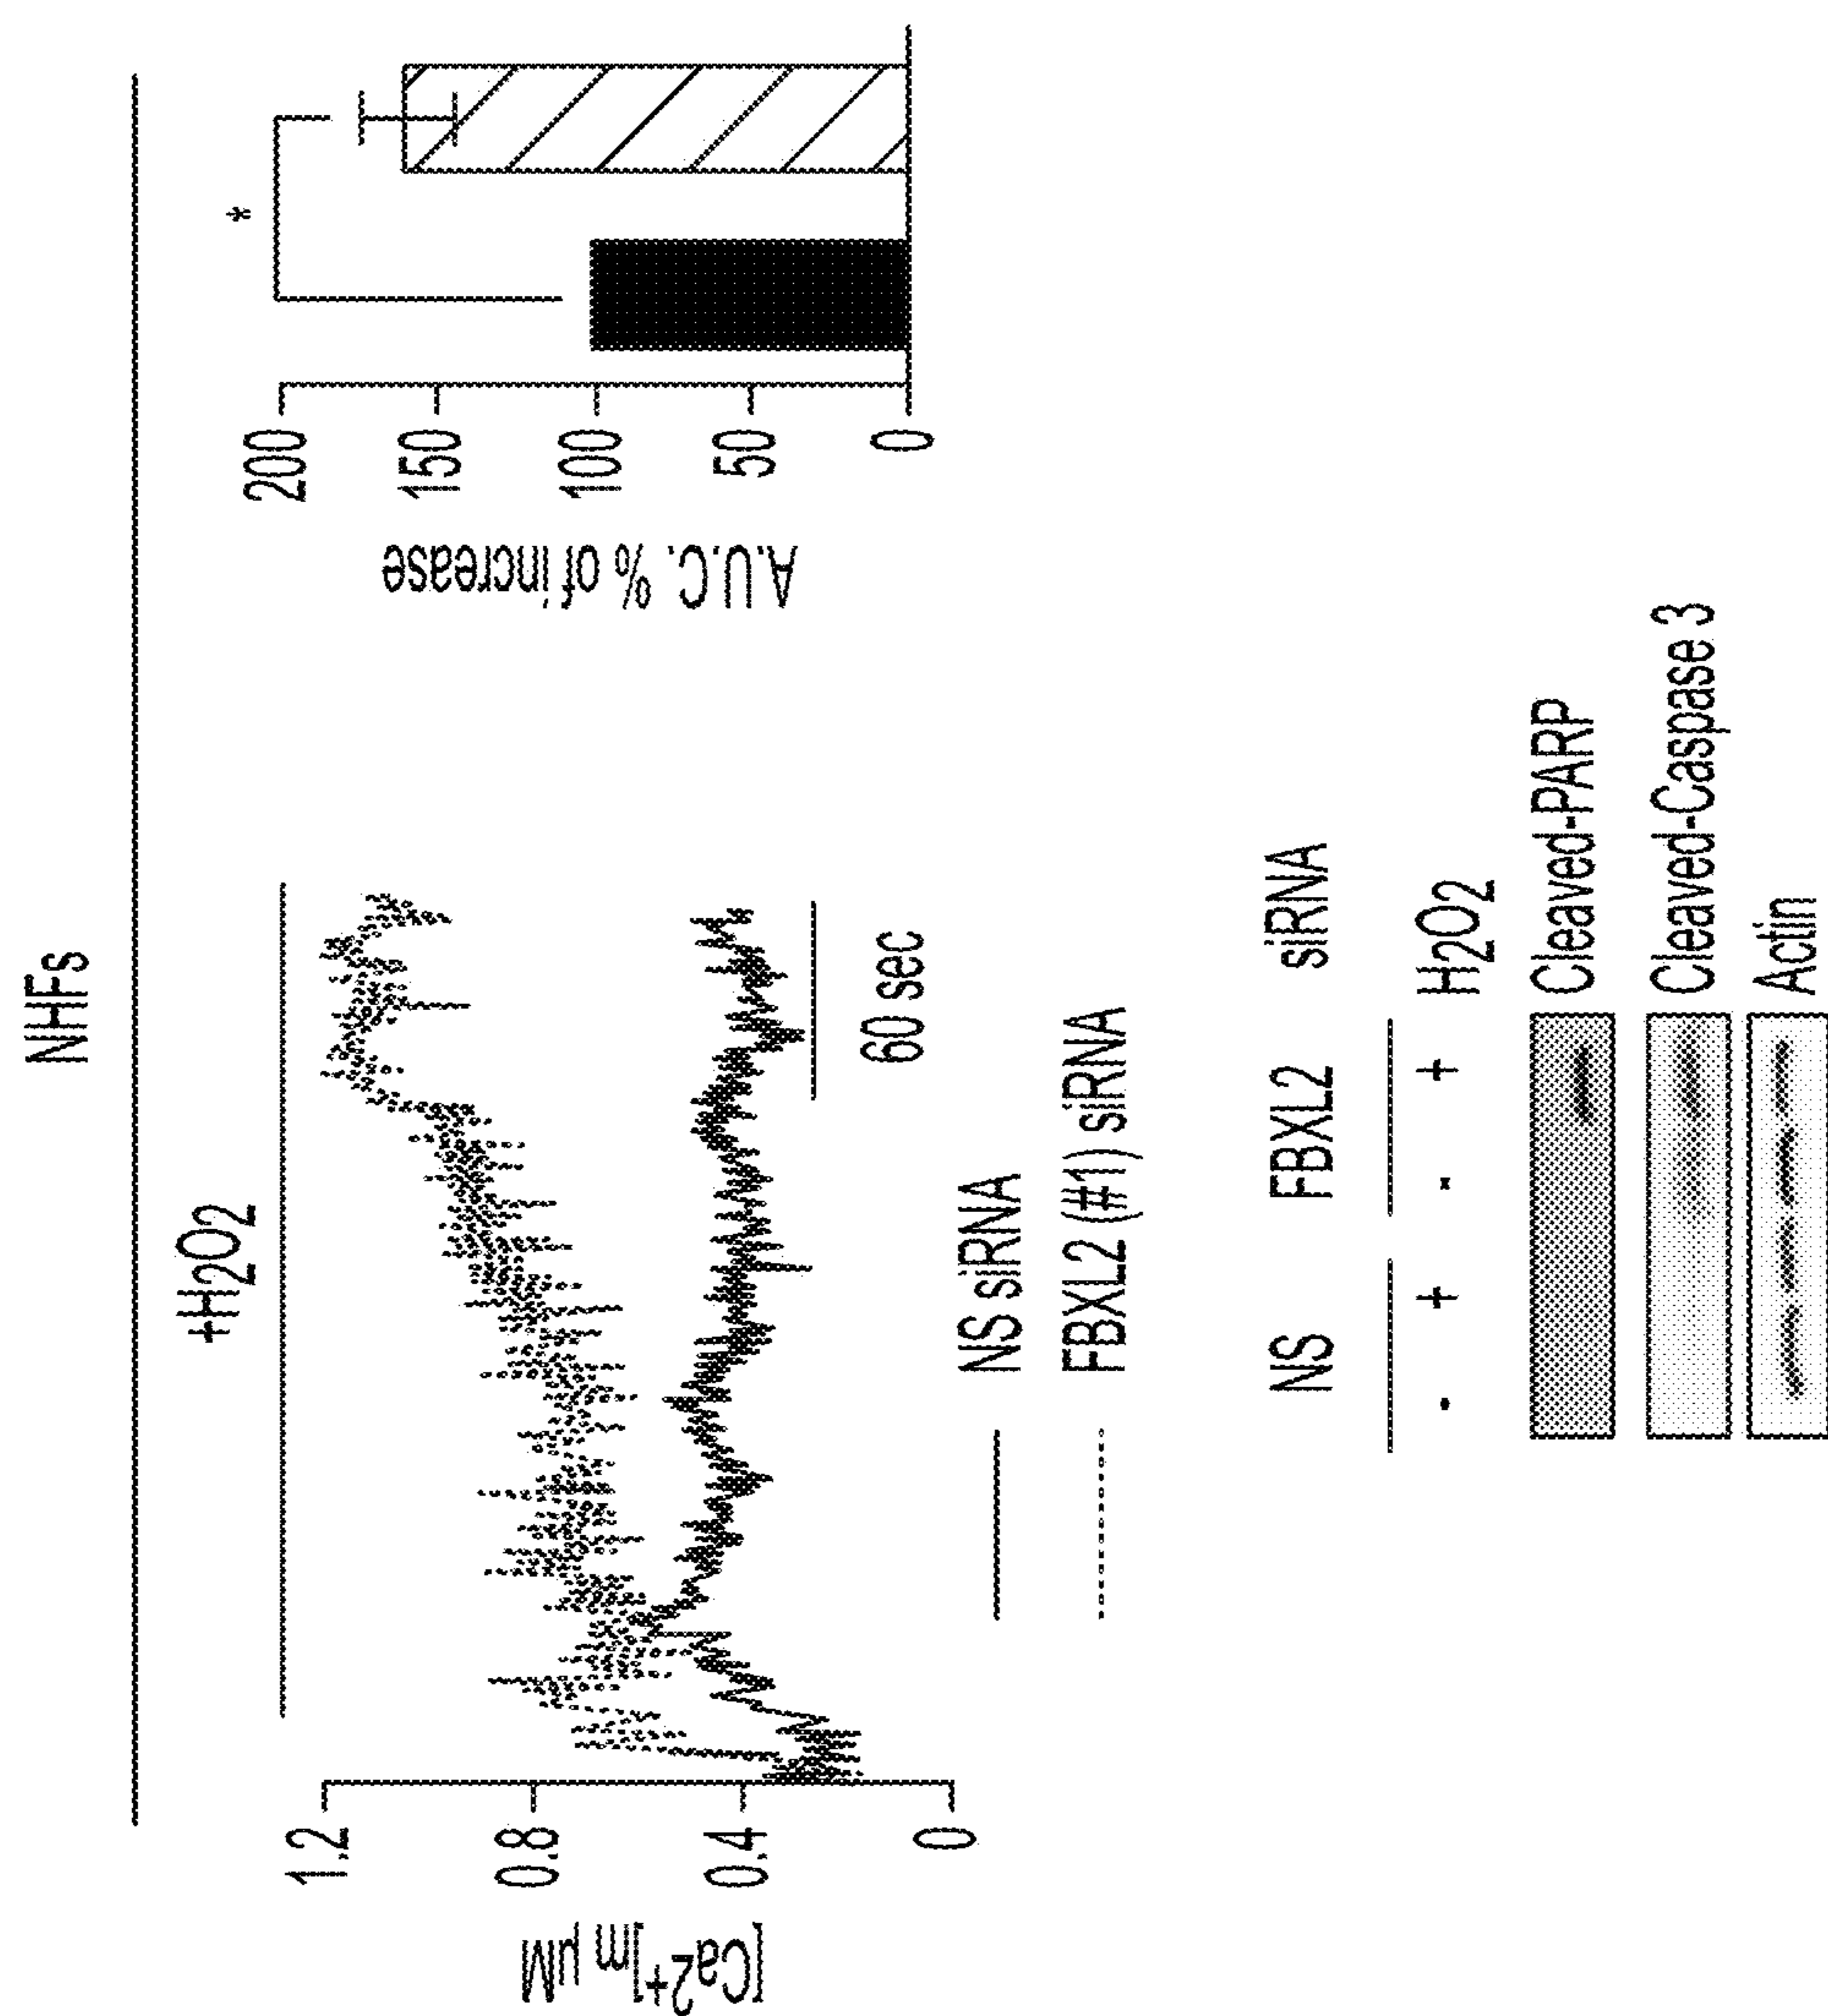 NHFs
+H2O2
*
[Ca2+]m µM
1.2
0.8
0.4
0
60 sec
A.U.C. % of increase
200
150
100
50
0
NS siRNA
FBXL2 (#1) siRNA
NS FBXL2 siRNA
- + - + H2O2
Cleaved-PARP
Cleaved-Caspase 3
Actin